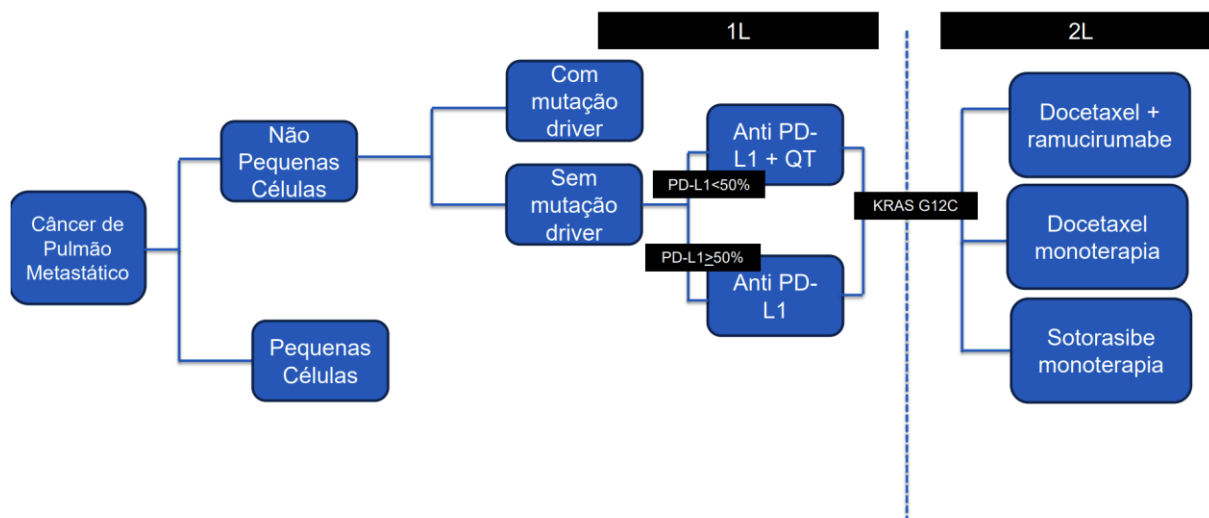 1L
2L
Com
mutação
driver
Não
Pequenas
Células
Sem
mutação
driver
Câncer de
Pulmão
Metastático
Pequenas
Células
Anti PD-
L1 + QT
PD-L1<50%
PD-L1≥50%
Anti PD-
L1
KRAS G12C
Docetaxel +
ramucirumabe
Docetaxel
monoterapia
Sotorasibe
monoterapia